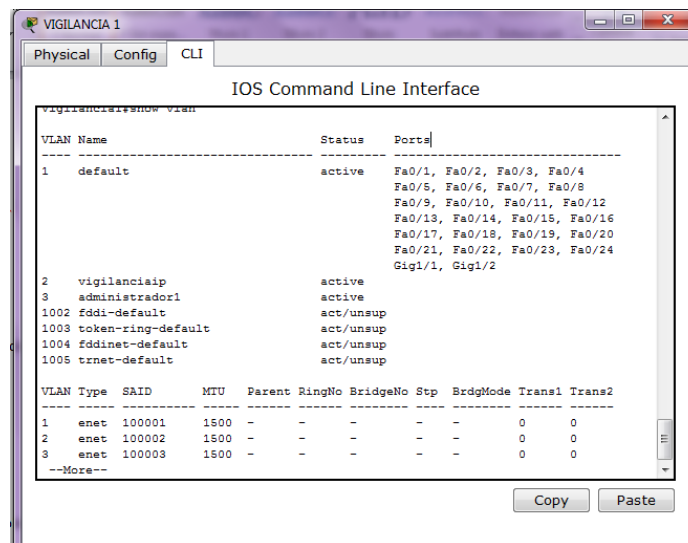 VIGILANCIA 1
Physical Config CLI
IOS Command Line Interface
vigilancia1#show vlan
VLAN Name Status Ports
---- -------------------------------- --------- -------------------------------
1 default active Fa0/1, Fa0/2, Fa0/3, Fa0/4
Fa0/5, Fa0/6, Fa0/7, Fa0/8
Fa0/9, Fa0/10, Fa0/11, Fa0/12
Fa0/13, Fa0/14, Fa0/15, Fa0/16
Fa0/17, Fa0/18, Fa0/19, Fa0/20
Fa0/21, Fa0/22, Fa0/23, Fa0/24
Gig1/1, Gig1/2
2 vigilanciaip active
3 administrador1 active
1002 fddi-default act/unsup
1003 token-ring-default act/unsup
1004 fddinet-default act/unsup
1005 trnet-default act/unsup
VLAN Type SAID MTU Parent RingNo BridgeNo Stp BrdgMode Trans1 Trans2
---- ----- ---------- ----- ------ ------ -------- ---- -------- ------ ------
1 enet 100001 1500 - - - - - 0 0
2 enet 100002 1500 - - - - - 0 0
3 enet 100003 1500 - - - - - 0 0
--More--
Copy Paste